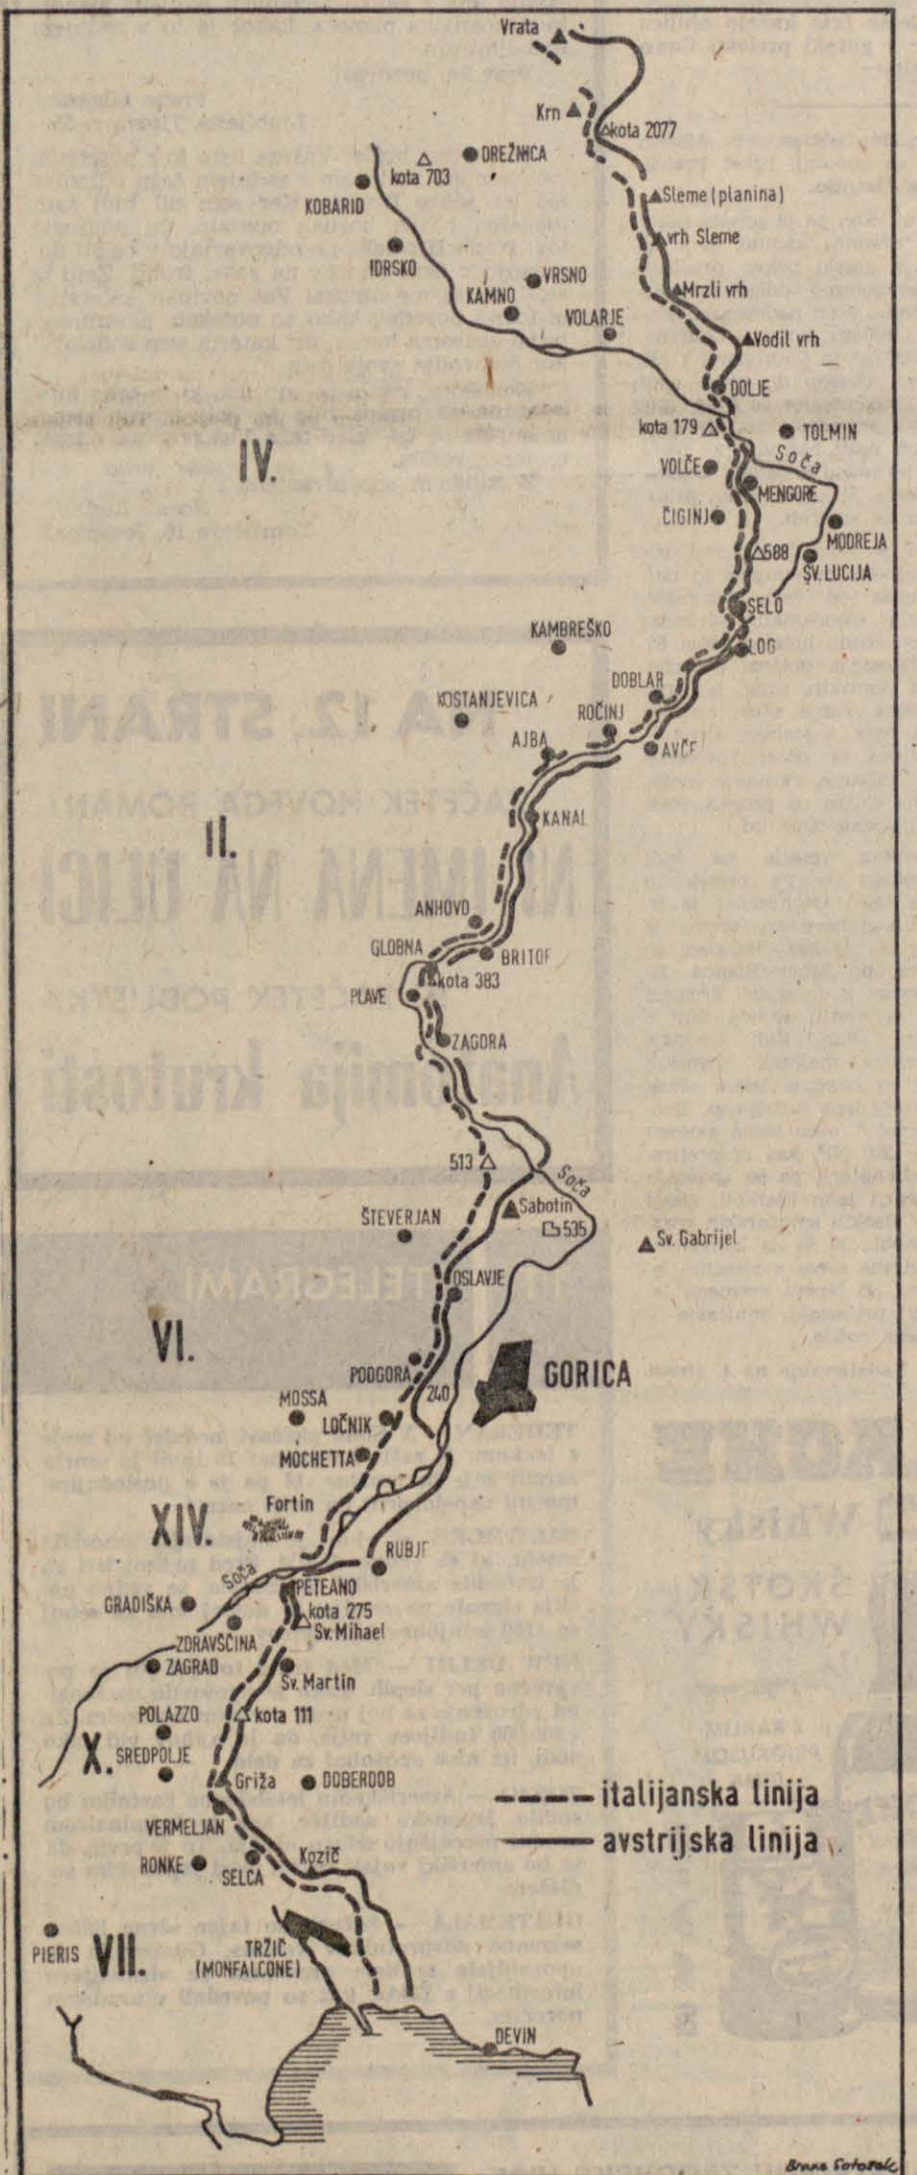 Vrata
Krn
kota 2077
DREŽNICA
kota 703
KOBARID
Sleme (planina)
vrh Sleme
IDRSKO
VRSNO
KAMNO
Mrzli vrh
VOLARJE
Vodil vrh
DOLJE
kota 179
TOLMIN
Soča
IV.
VOLČE
MENGORE
ČIGINJ
MODREJA
588
SV. LUCIJA
SELO
KAMBREŠKO
LOG
DOBLAR
KOSTANJEVICA
ROČINJ
AJBA
AVČE
KANAL
II.
ANHOVO
GLOBNA
BRITOF
kota 383
PLAVE
ZAGORA
513
Soča
Sabotin
ŠTEVERJAN
535
Sv. Gabrijel
OSLAVJE
VI.
PODGORA
GORICA
240
MOSSA
LOČNIK
MOCHETTA
Fortin
XIV.
RUBJE
Soča
PETEANO
GRADIŠKA
kota 275
Sv. Mihael
ZDRAVŠČINA
ZAGRAD
Sv. Martin
POLAZZO
kota 111
X.
SREDPOLJE
Griža
DOBERDOB
italijanska linija
VERMELJAN
avstrijska linija
RONKE
SELCA
Kozič
PIERIS
VII.
TRŽIČ
(MONFALCONE)
DEVIN